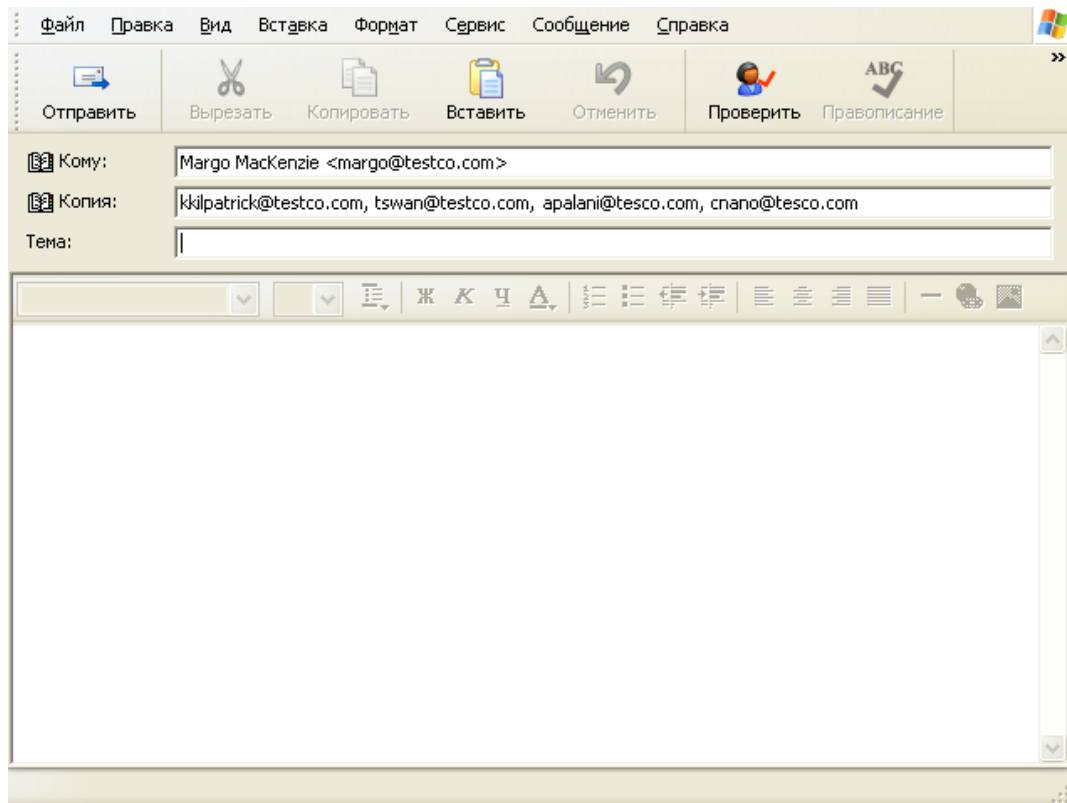 Файл Правка Вид Вставка Формат Сервис Сообщение Справка
Отправить Вырезать Копировать Вставить Отменить Проверить ABC Правописание »
Кому: Margo MacKenzie <margo@testco.com>
Копия: kkilpatrick@testco.com, tswan@testco.com, apalani@tesco.com, cnano@tesco.com
Тема:
Ж К Ч А